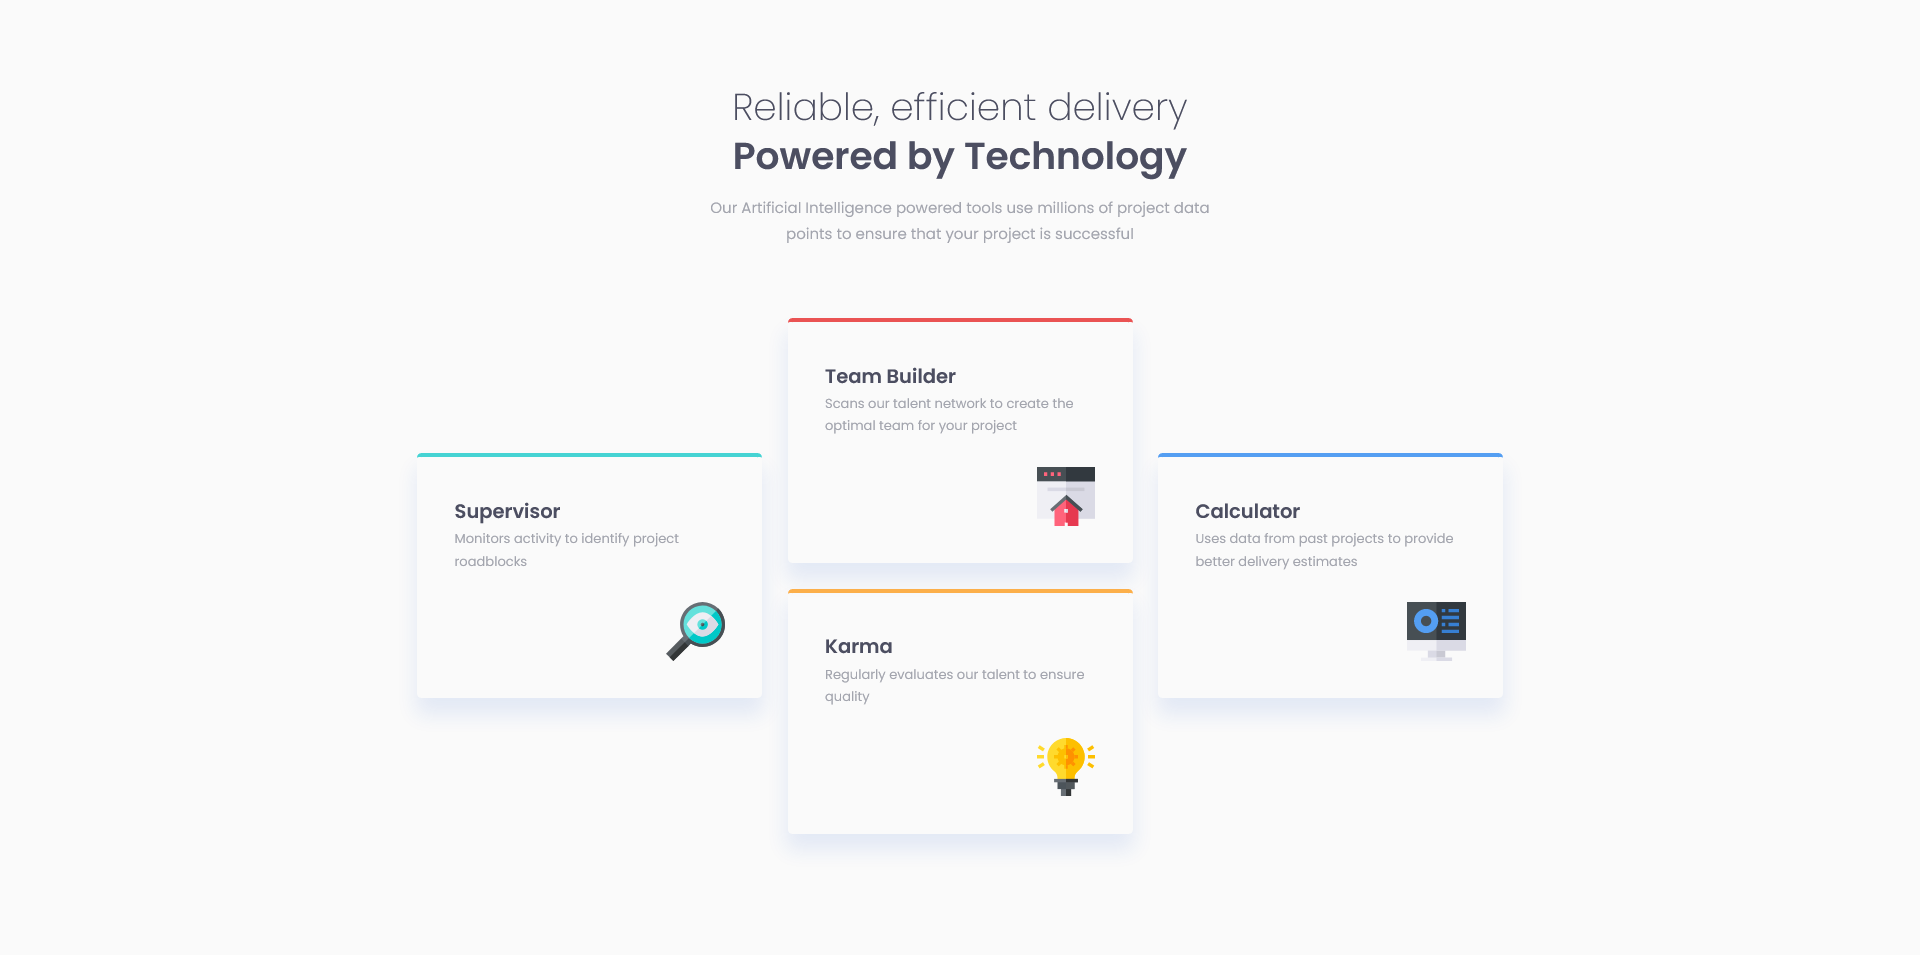 Reliable, efficient delivery
Powered by Technology
Our Artificial Intelligence powered tools use millions of project data
points to ensure that your project is successful
Supervisor
Monitors activity to identify project
roadblocks
Team Builder
Scans our talent network to create the
optimal team for your project
Karma
Regularly evaluates our talent to ensure
quality
Calculator
Uses data from past projects to provide
better delivery estimates